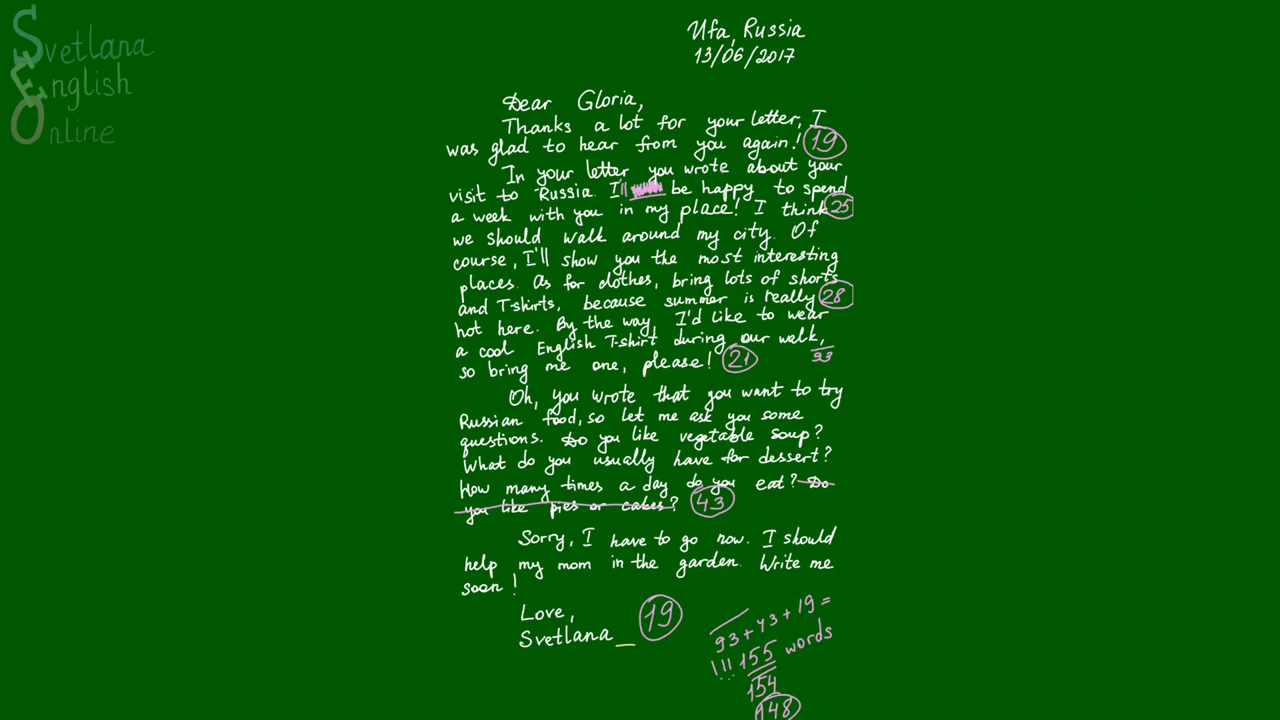 Svetlana
English
Online
Ufa, Russia
13/06/2017
Dear Gloria,
Thanks a lot for your letter, I
was glad to hear from you again! 19
In your letter you wrote about your
visit to Russia. I'll be happy to spend
a week with you in my place! I think 25
we should walk around my city. Of
course, I'll show you the most interesting
places. As for clothes, bring lots of shorts
and T-shirts, because summer is really 28
hot here. By the way, I'd like to wear
a cool English T-shirt during our walk,
93
so bring me one, please! 21
Oh, you wrote that you want to try
Russian food, so let me ask you some
questions. Do you like vegetable soup?
What do you usually have for dessert?
How many times a day do you eat? Do
you like pies or cakes? 43
Sorry, I have to go now. I should
help my mom in the garden. Write me
soon!
Love,
Svetlana_ 19
93+43+19=
!!! 155 words
154
148